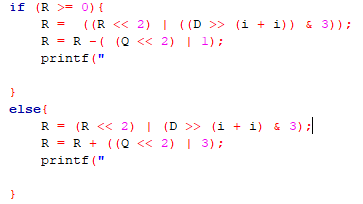 if (R >= 0){
R =  ((R << 2) | ((D >> (i + i)) & 3));
R = R -( (Q << 2) | 1);
printf("
}
else{
R = (R << 2) | (D >> (i + i) & 3);
R = R + ((Q << 2) | 3);
printf("
}